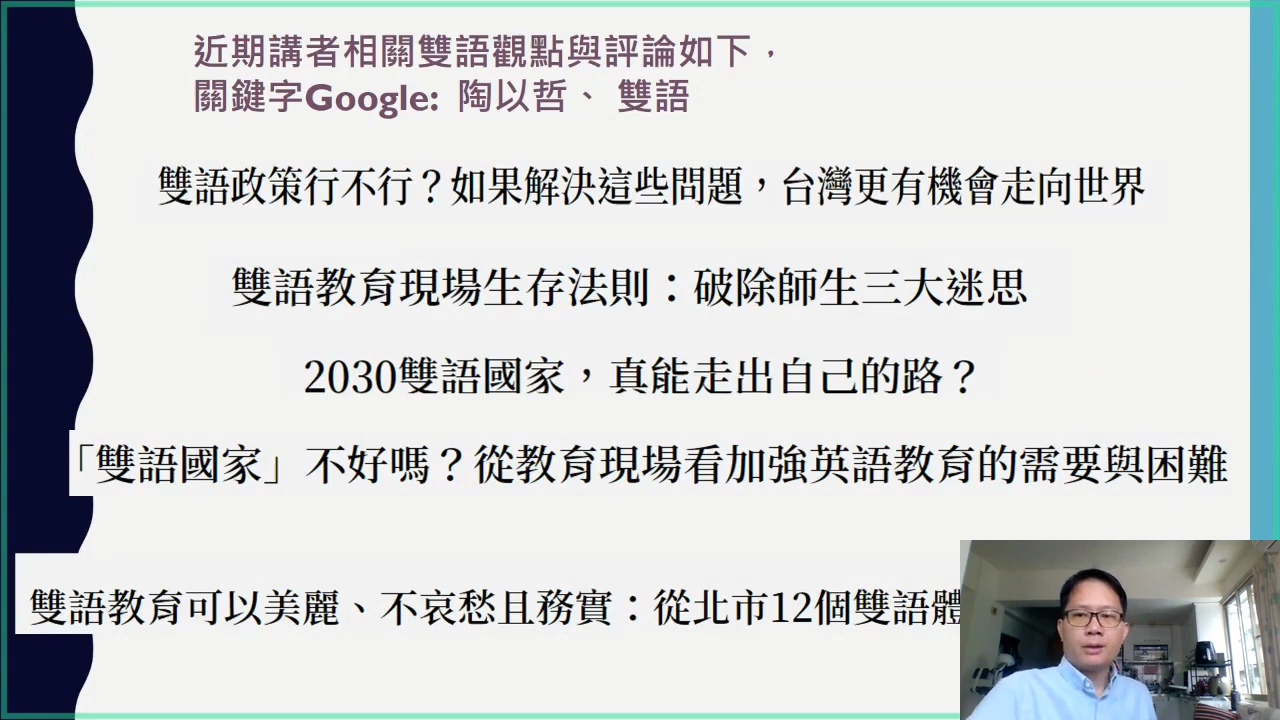 近期講者相關雙語觀點與評論如下，
關鍵字Google: 陶以哲、 雙語
雙語政策行不行？如果解決這些問題，台灣更有機會走向世界
雙語教育現場生存法則：破除師生三大迷思
2030雙語國家，真能走出自己的路？
「雙語國家」不好嗎？從教育現場看加強英語教育的需要與困難
雙語教育可以美麗、不哀愁且務實：從北市12個雙語體